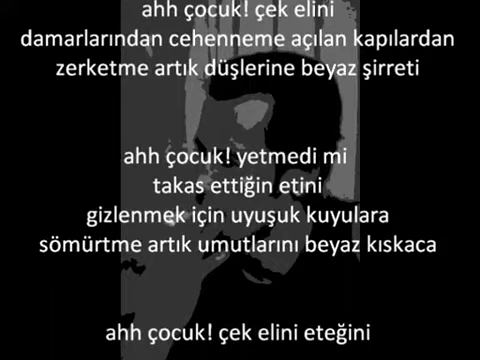 ahh çocuk! çek elini
damarlarından cehenneme açılan kapılardan
zerketme artık düşlerine beyaz şirreti
ahh çocuk! yetmedi mi
takas ettiğin etini
gizlenmek için uyuşuk kuyulara
sömürtme artık umutlarını beyaz kıskaca
ahh çocuk! çek elini eteğini